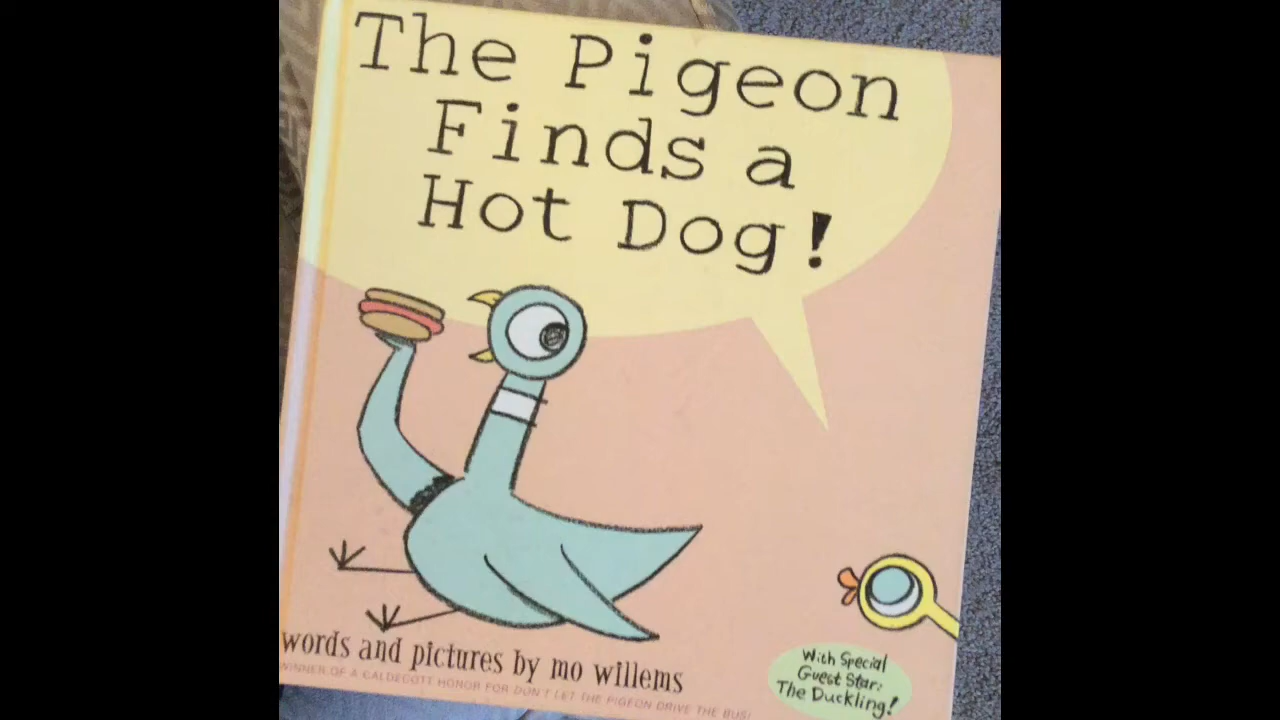 The Pigeon
Finds a
Hot Dog!
words and pictures by mo willems
WINNER OF A CALDECOTT HONOR FOR DON'T LET THE PIGEON DRIVE THE BUS!
With Special
Guest Star:
The Duckling!